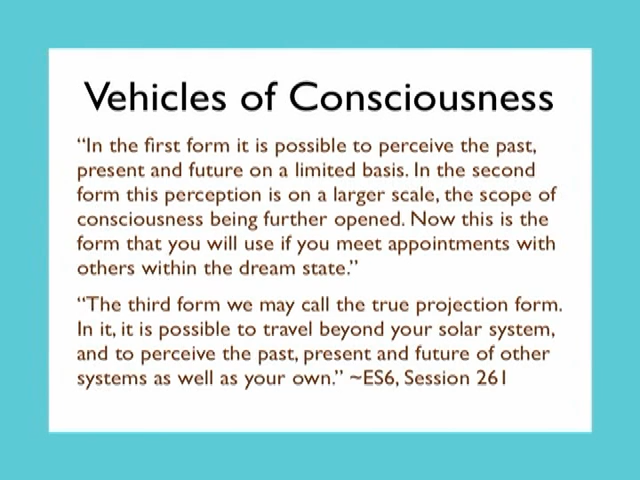 Vehicles of Consciousness
“In the first form it is possible to perceive the past,
present and future on a limited basis. In the second
form this perception is on a larger scale, the scope of
consciousness being further opened. Now this is the
form that you will use if you meet appointments with
others within the dream state.”
“The third form we may call the true projection form.
In it, it is possible to travel beyond your solar system,
and to perceive the past, present and future of other
systems as well as your own.” ~ES6, Session 261